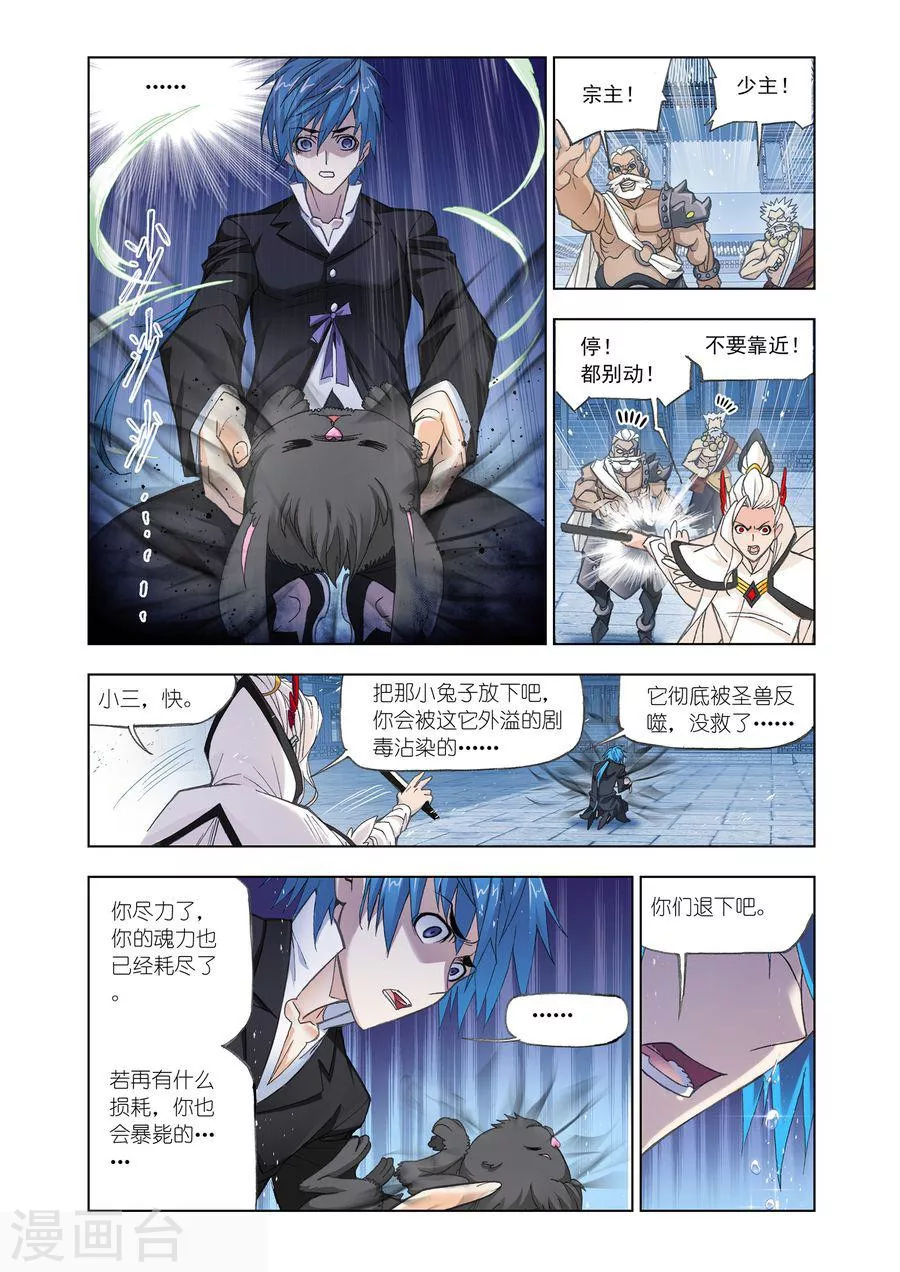 ……
沙沙沙……
宗主！
少主！
停！
都别动！
不要靠近！
小三，快。
把那小兔子放下吧，
你会被这它外溢的剧
毒沾染的……
它彻底被圣兽反
噬，没救了……
你尽力了，
你的魂力也
已经耗尽了
。
若再有什么
损耗，你也
会暴毙的…
…
……
你们退下吧。
漫画台